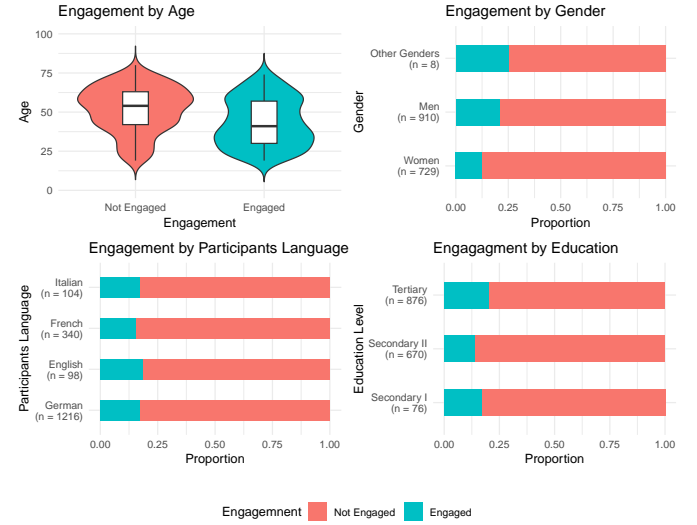 Engagement by Age
100
75
50
25
0
Age
Not Engaged
Engaged
Engagement
Engagement by Gender
Other Genders
(n = 8)
Men
(n = 910)
Women
(n = 729)
Gender
0.00 0.25 0.50 0.75 1.00
Proportion
Engagement by Participants Language
Italian
(n = 104)
French
(n = 340)
English
(n = 98)
German
(n = 1216)
Participants Language
0.00 0.25 0.50 0.75 1.00
Proportion
Engagagment by Education
Tertiary
(n = 876)
Secondary II
(n = 670)
Secondary I
(n = 76)
Education Level
0.00 0.25 0.50 0.75 1.00
Proportion
Engagemnent Not Engaged Engaged